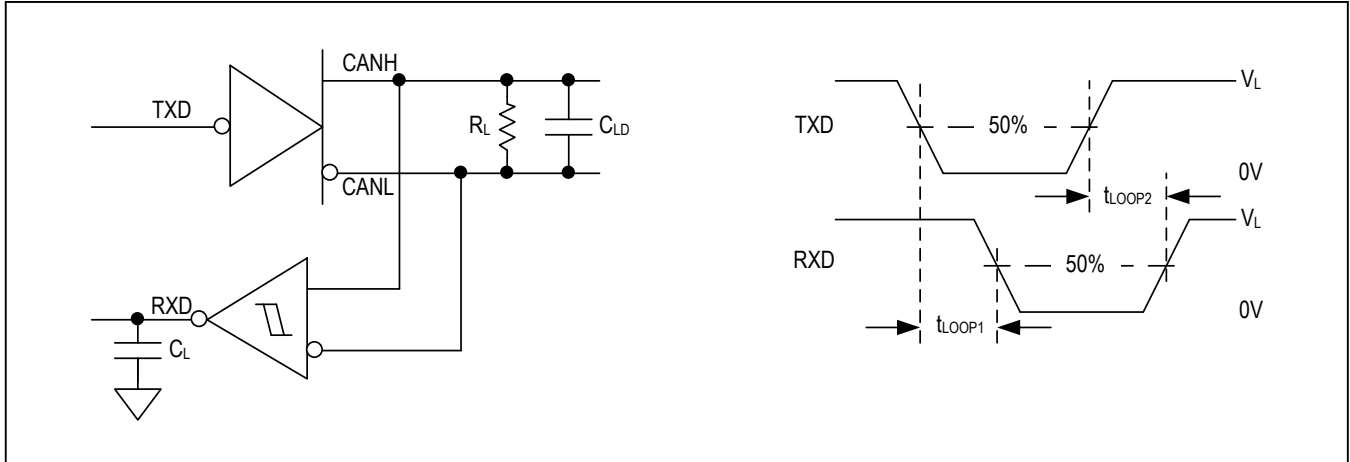 CANH
TXD
RL
CLD
CANL
RXD
CL
VL
TXD
50%
0V
tLOOP2
VL
RXD
50%
0V
tLOOP1